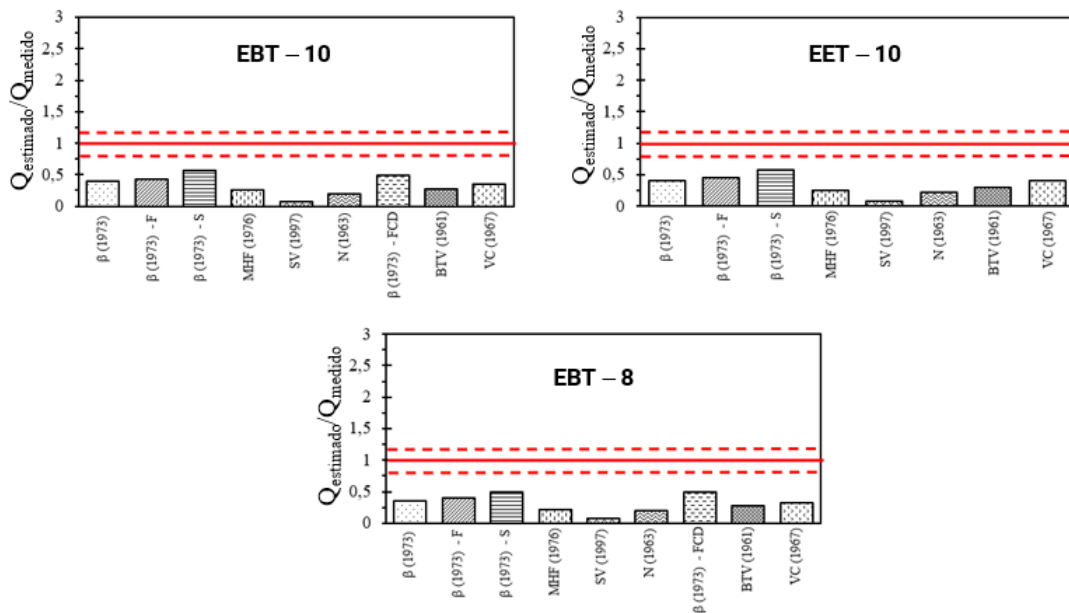 EBT – 10
Qestimado/Qmedido
3
2,5
2
1,5
1
0,5
0
β (1973)
β (1973) - F
β (1973) - S
MHF (1976)
SV (1997)
N (1963)
β (1973) - FCD
BTV (1961)
VC (1967)
EET – 10
Qestimado/Qmedido
3
2,5
2
1,5
1
0,5
0
β (1973)
β (1973) - F
β (1973) - S
MHF (1976)
SV (1997)
N (1963)
BTV (1961)
VC (1967)
EBT – 8
Qestimado/Qmedido
3
2,5
2
1,5
1
0,5
0
β (1973)
β (1973) - F
β (1973) - S
MHF (1976)
SV (1997)
N (1963)
β (1973) - FCD
BTV (1961)
VC (1967)